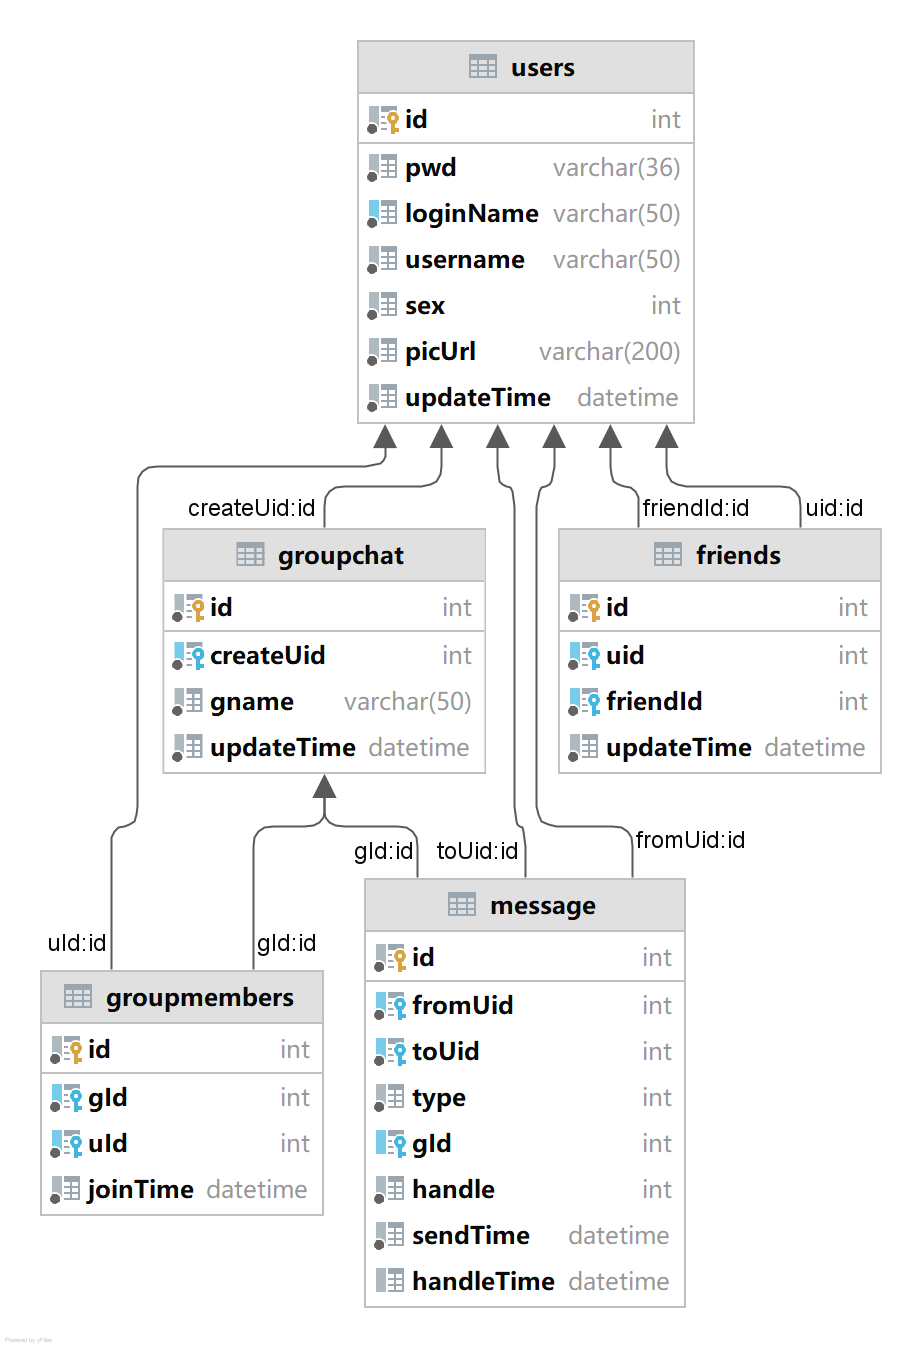 users
id int
pwd varchar(36)
loginName varchar(50)
username varchar(50)
sex int
picUrl varchar(200)
updateTime datetime
createUid:id
friendId:id
uid:id
groupchat
id int
createUid int
gname varchar(50)
updateTime datetime
friends
id int
uid int
friendId int
updateTime datetime
gId:id
toUid:id
fromUid:id
uId:id
gId:id
message
id int
fromUid int
toUid int
type int
gId int
handle int
sendTime datetime
handleTime datetime
groupmembers
id int
gId int
uId int
joinTime datetime
Powered by yFiles